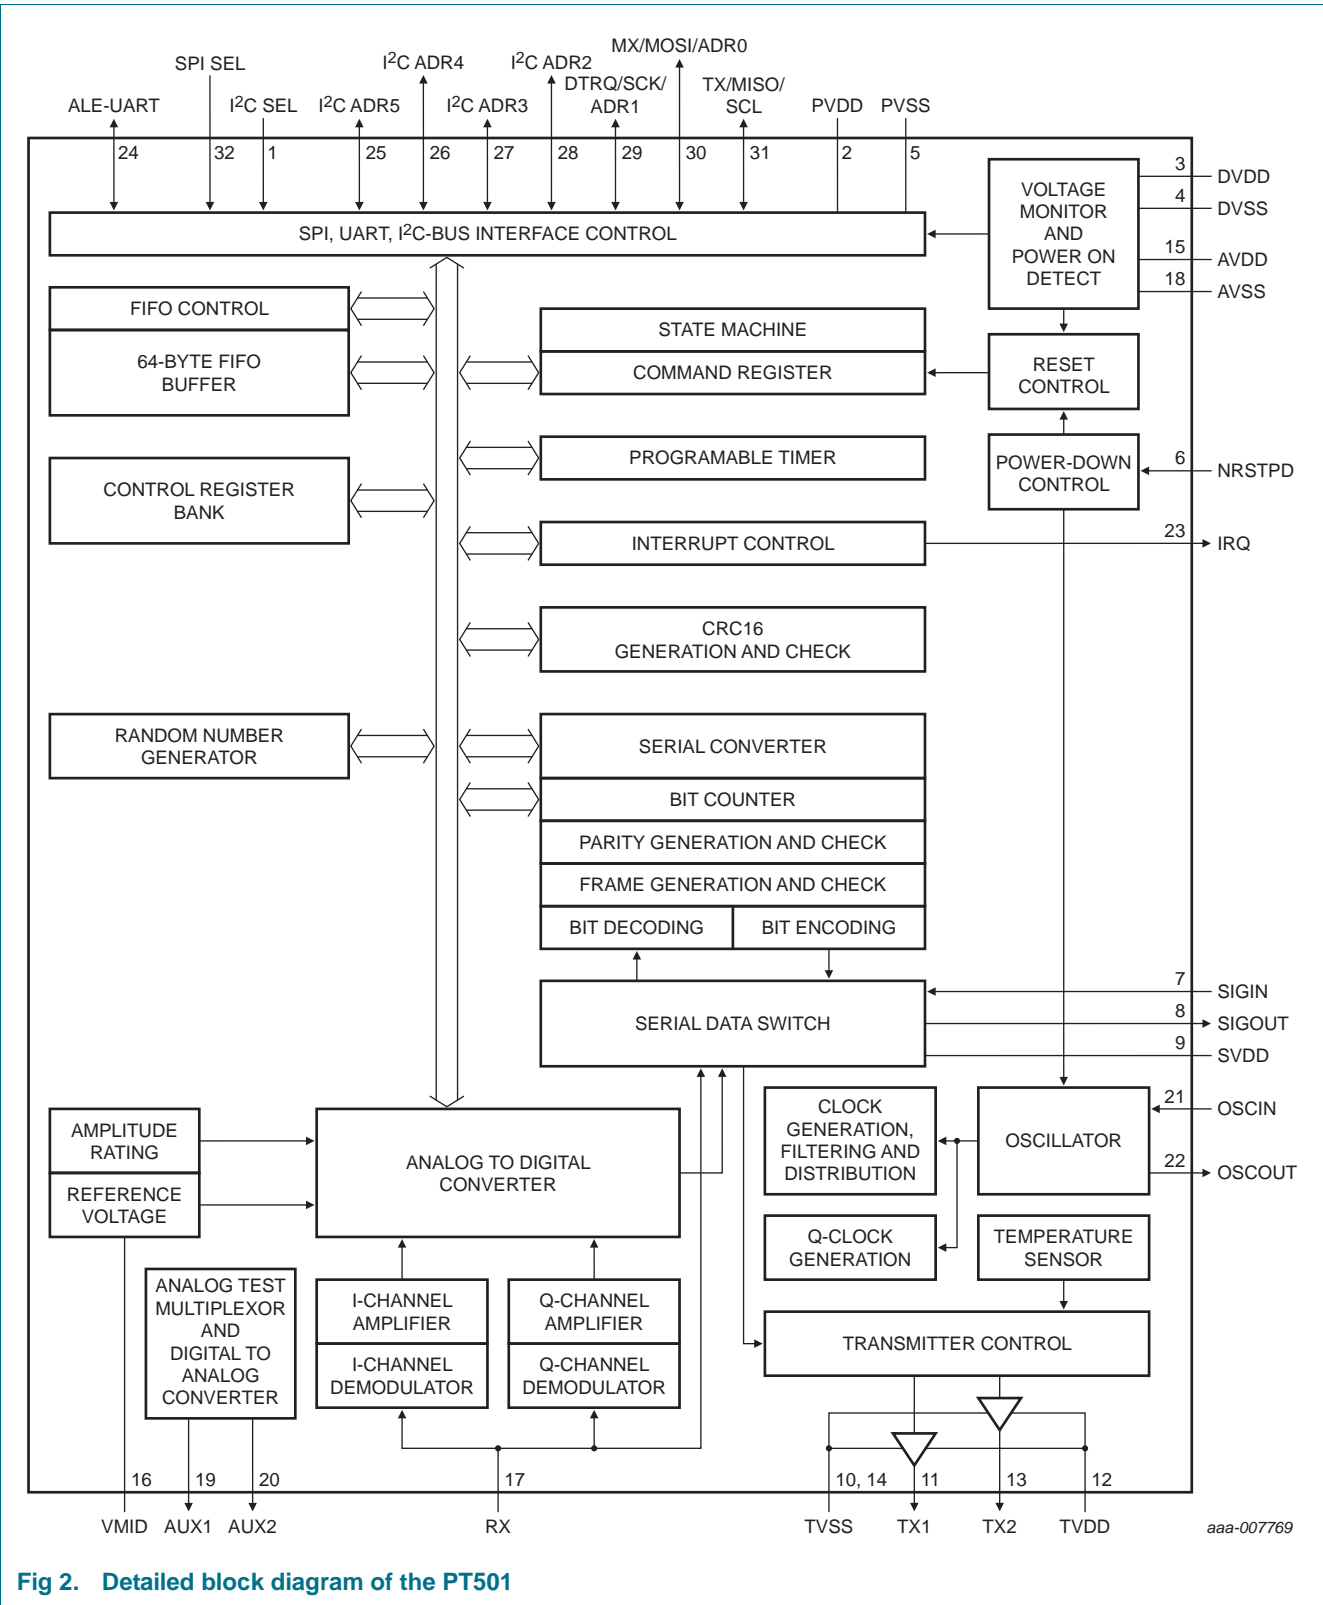 MX/MOSI/ADR0
SPI SEL
I2C ADR4
I2C ADR2
DTRQ/SCK/
ADR1
TX/MISO/
SCL
ALE-UART
I2C SEL
I2C ADR5
I2C ADR3
PVDD
PVSS
24
32
1
25
26
27
28
29
30
31
2
5
SPI, UART, I2C-BUS INTERFACE CONTROL
VOLTAGE
MONITOR
AND
POWER ON
DETECT
3
DVDD
4
DVSS
15
AVDD
18
AVSS
FIFO CONTROL
64-BYTE FIFO
BUFFER
STATE MACHINE
COMMAND REGISTER
RESET
CONTROL
CONTROL REGISTER
BANK
PROGRAMABLE TIMER
POWER-DOWN
CONTROL
6
NRSTPD
INTERRUPT CONTROL
23
IRQ
CRC16
GENERATION AND CHECK
RANDOM NUMBER
GENERATOR
SERIAL CONVERTER
BIT COUNTER
PARITY GENERATION AND CHECK
FRAME GENERATION AND CHECK
BIT DECODING
BIT ENCODING
SERIAL DATA SWITCH
7
SIGIN
8
SIGOUT
9
SVDD
AMPLITUDE
RATING
REFERENCE
VOLTAGE
ANALOG TO DIGITAL
CONVERTER
CLOCK
GENERATION,
FILTERING AND
DISTRIBUTION
OSCILLATOR
21
OSCIN
22
OSCOUT
Q-CLOCK
GENERATION
TEMPERATURE
SENSOR
ANALOG TEST
MULTIPLEXOR
AND
DIGITAL TO
ANALOG
CONVERTER
I-CHANNEL
AMPLIFIER
I-CHANNEL
DEMODULATOR
Q-CHANNEL
AMPLIFIER
Q-CHANNEL
DEMODULATOR
TRANSMITTER CONTROL
16
19
20
17
10, 14
11
13
12
VMID
AUX1
AUX2
RX
TVSS
TX1
TX2
TVDD
aaa-007769
Fig 2. Detailed block diagram of the PT501